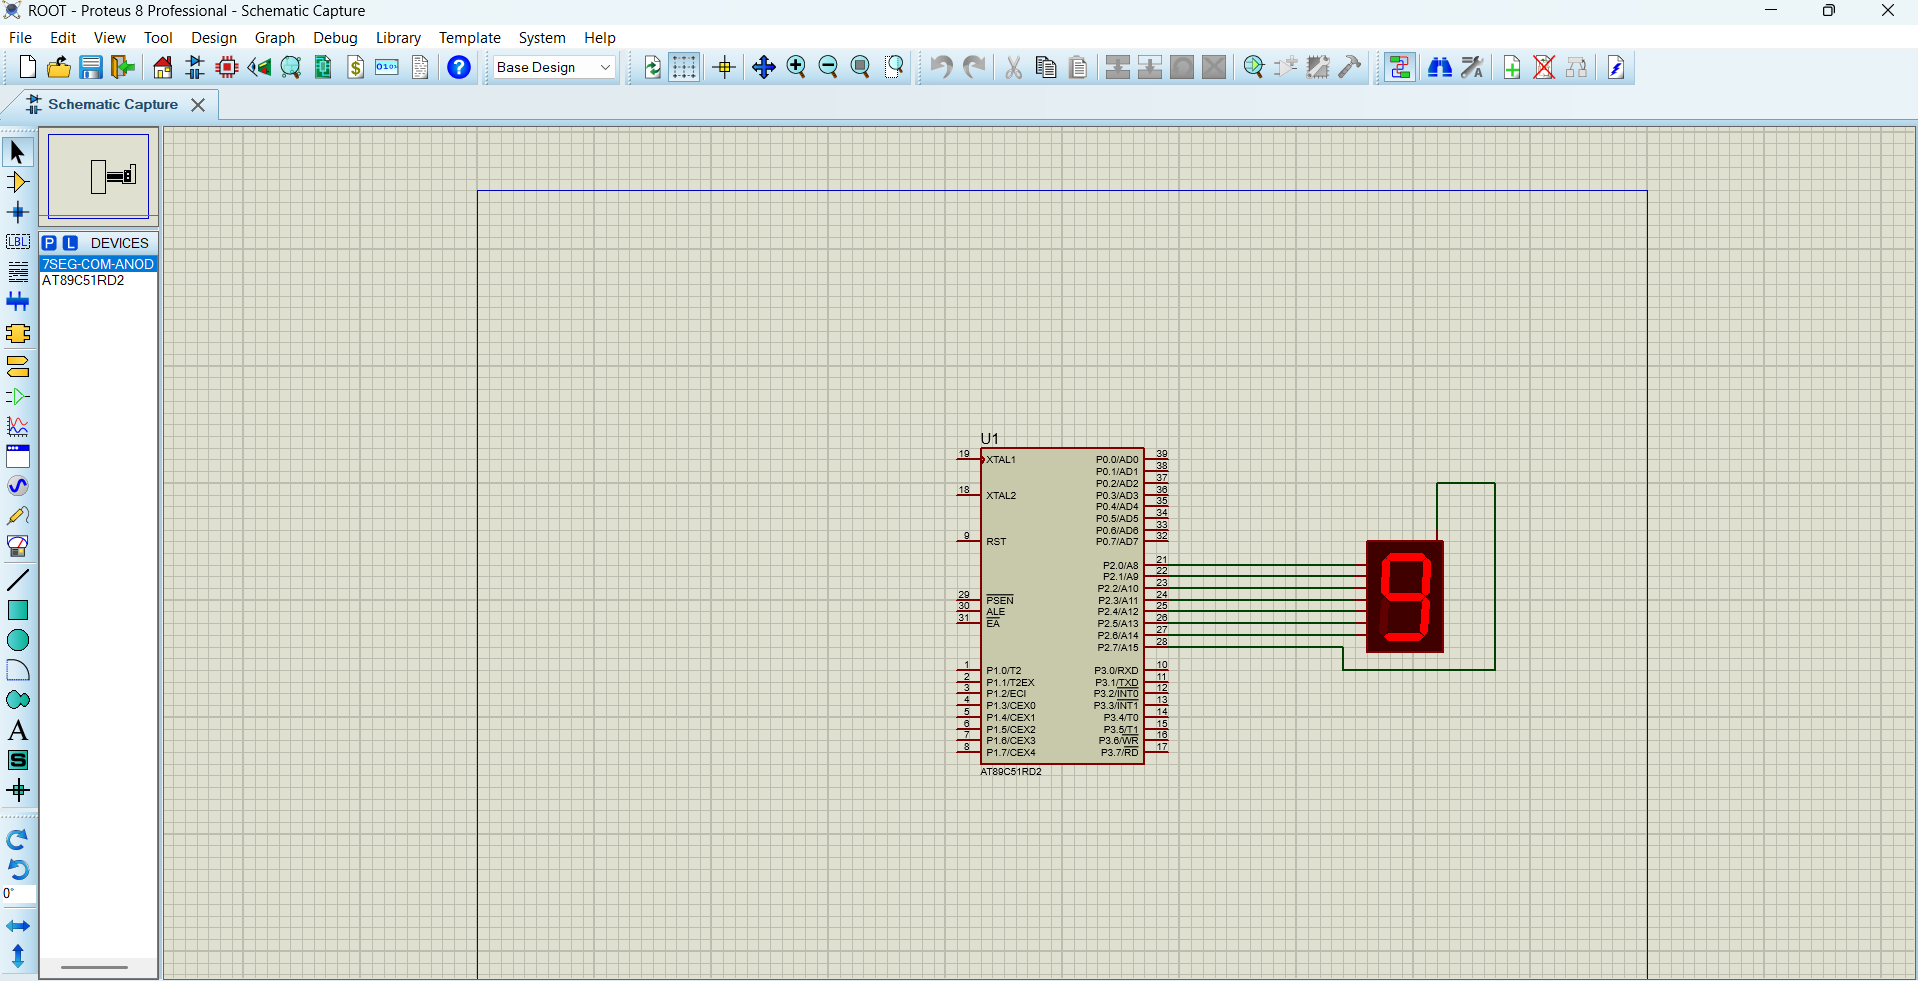 ROOT - Proteus 8 Professional - Schematic Capture
File Edit View Tool Design Graph Debug Library Template System Help
Base Design
Schematic Capture
P L DEVICES
7SEG-COM-ANOD
AT89C51RD2
LBL
A
S
0°
U1
19 XTAL1 P0.0/AD0 39
P0.1/AD1 38
P0.2/AD2 37
18 XTAL2 P0.3/AD3 36
P0.4/AD4 35
P0.5/AD5 34
P0.6/AD6 33
9 RST P0.7/AD7 32
P2.0/A8 21
P2.1/A9 22
P2.2/A10 23
29 PSEN P2.3/A11 24
30 ALE P2.4/A12 25
31 EA P2.5/A13 26
P2.6/A14 27
P2.7/A15 28
1 P1.0/T2 P3.0/RXD 10
2 P1.1/T2EX P3.1/TXD 11
3 P1.2/ECI P3.2/INT0 12
4 P1.3/CEX0 P3.3/INT1 13
5 P1.4/CEX1 P3.4/T0 14
6 P1.5/CEX2 P3.5/T1 15
7 P1.6/CEX3 P3.6/WR 16
8 P1.7/CEX4 P3.7/RD 17
AT89C51RD2
9